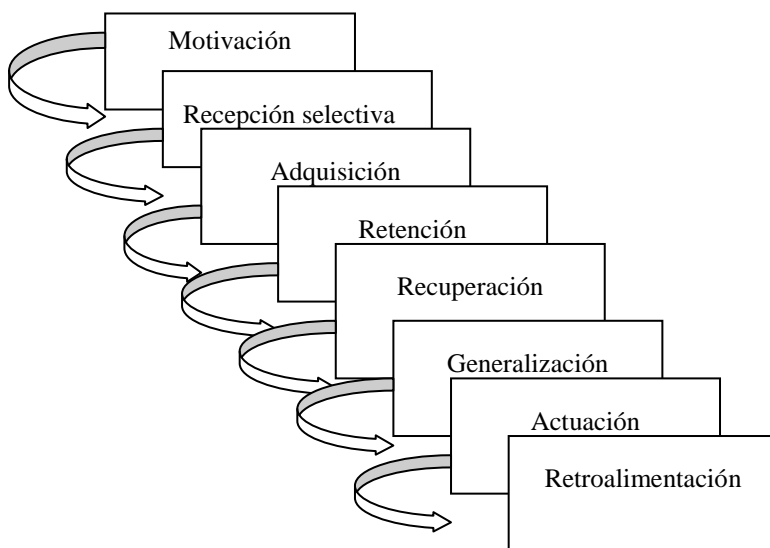 Motivación
Recepción selectiva
Adquisición
Retención
Recuperación
Generalización
Actuación
Retroalimentación